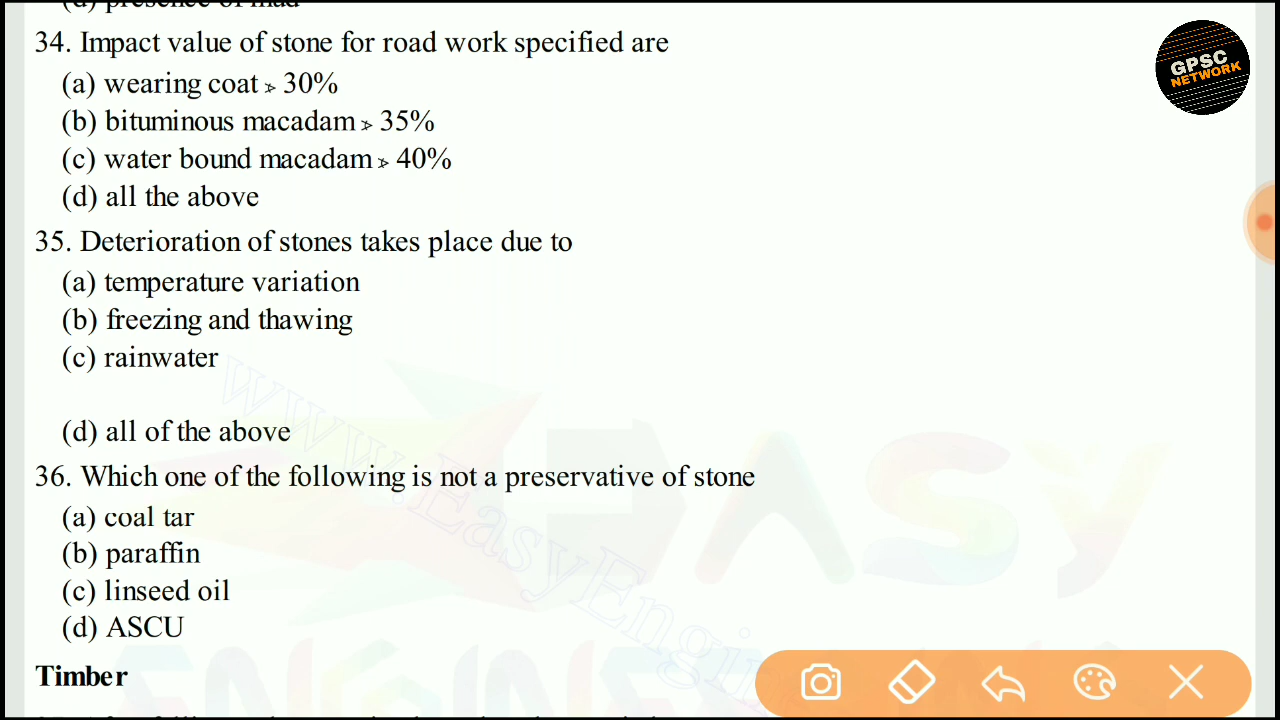 34. Impact value of stone for road work specified are
(a) wearing coat ≯ 30%
(b) bituminous macadam ≯ 35%
(c) water bound macadam ≯ 40%
(d) all the above
35. Deterioration of stones takes place due to
(a) temperature variation
(b) freezing and thawing
(c) rainwater
(d) all of the above
36. Which one of the following is not a preservative of stone
(a) coal tar
(b) paraffin
(c) linseed oil
(d) ASCU
Timber
GPSC
NETWORK